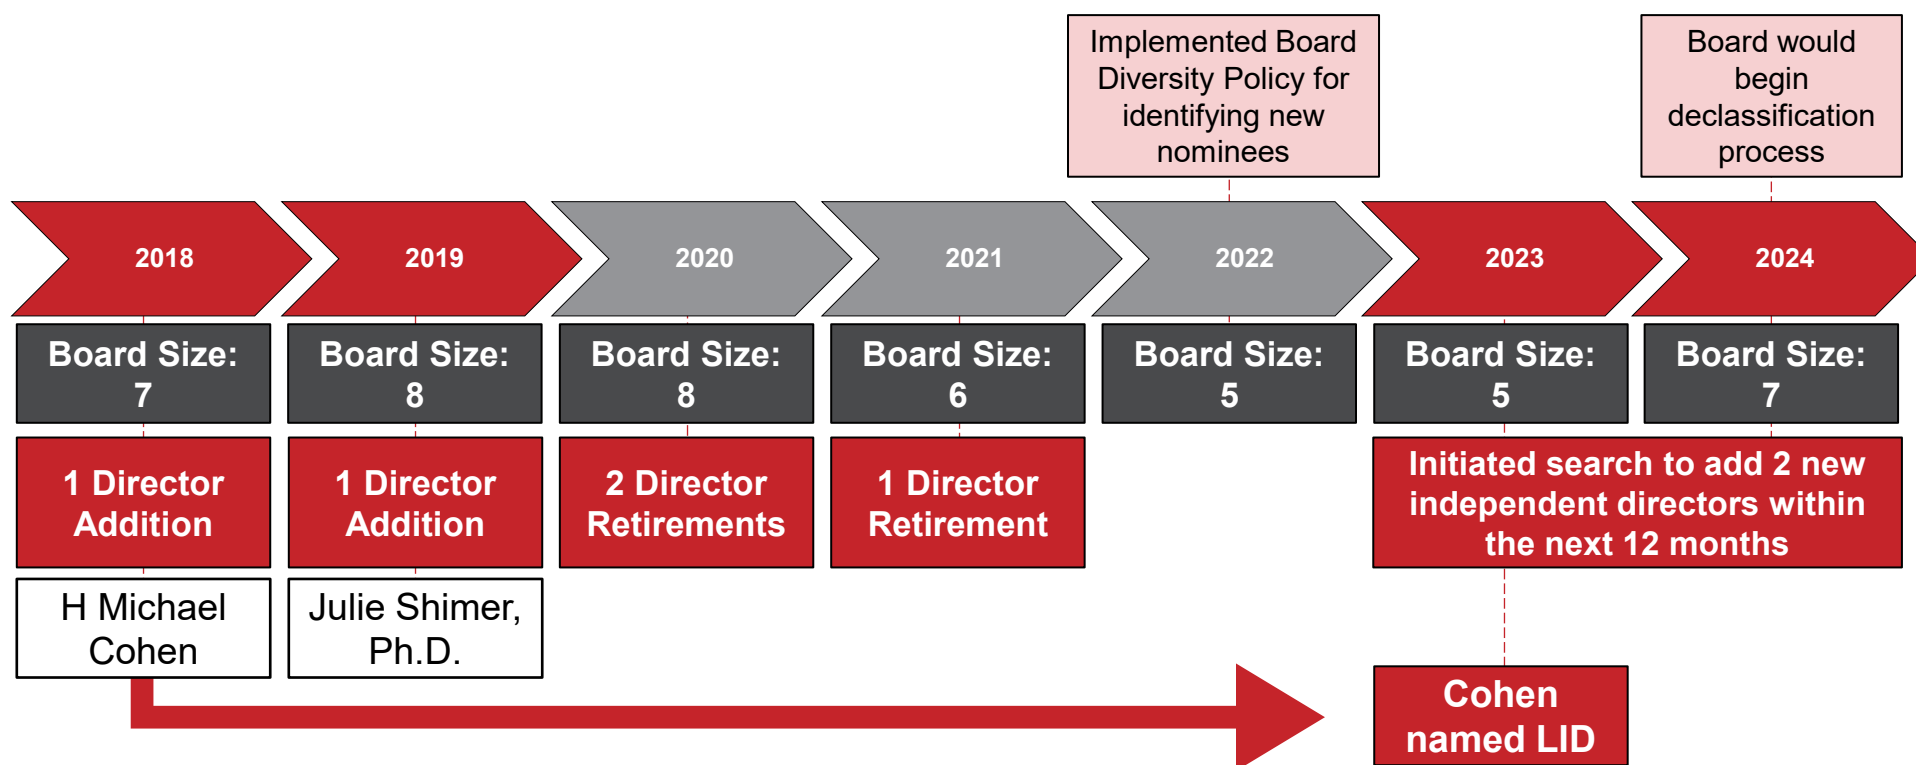 Implemented Board
Diversity Policy for
identifying new
nominees
Board would
begin
declassification
process
2018
2019
2020
2021
2022
2023
2024
Board Size:
7
Board Size:
8
Board Size:
8
Board Size:
6
Board Size:
5
Board Size:
5
Board Size:
7
1 Director
Addition
1 Director
Addition
2 Director
Retirements
1 Director
Retirement
Initiated search to add 2 new
independent directors within
the next 12 months
H Michael
Cohen
Julie Shimer,
Ph.D.
Cohen
named LID